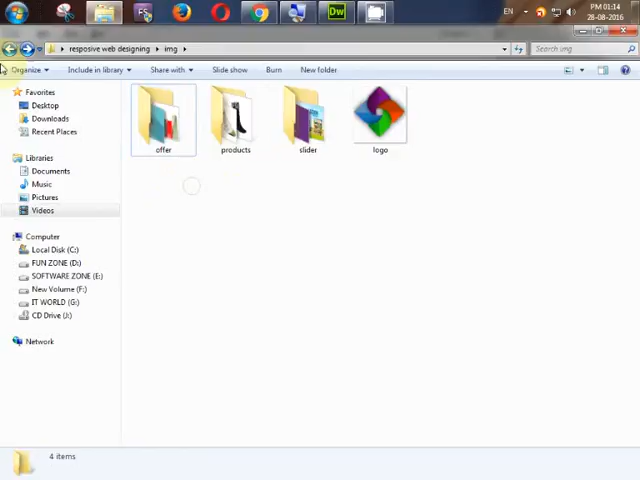 FS
Dw
EN
PM 01:14
28-08-2016
resposive web designing
img
Search img
Organize
Include in library
Share with
Slide show
Burn
New folder
Favorites
Desktop
Downloads
Recent Places
Libraries
Documents
Music
Pictures
Videos
Computer
Local Disk (C:)
FUN ZONE (D:)
SOFTWARE ZONE (E:)
New Volume (F:)
IT WORLD (G:)
CD Drive (J:)
Network
offer
products
slider
logo
4 items